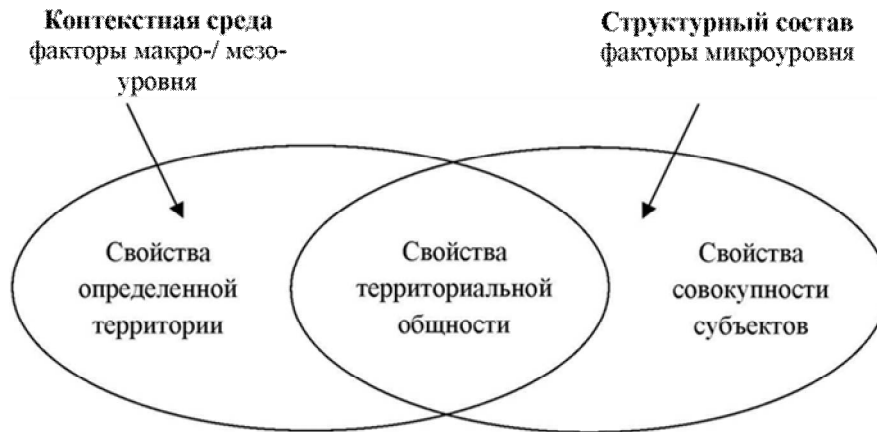 Контекстная среда
факторы макро-/ мезо-
уровня
Структурный состав
факторы микроуровня
Свойства
определенной
территории
Свойства
территориальной
общности
Свойства
совокупности
субъектов